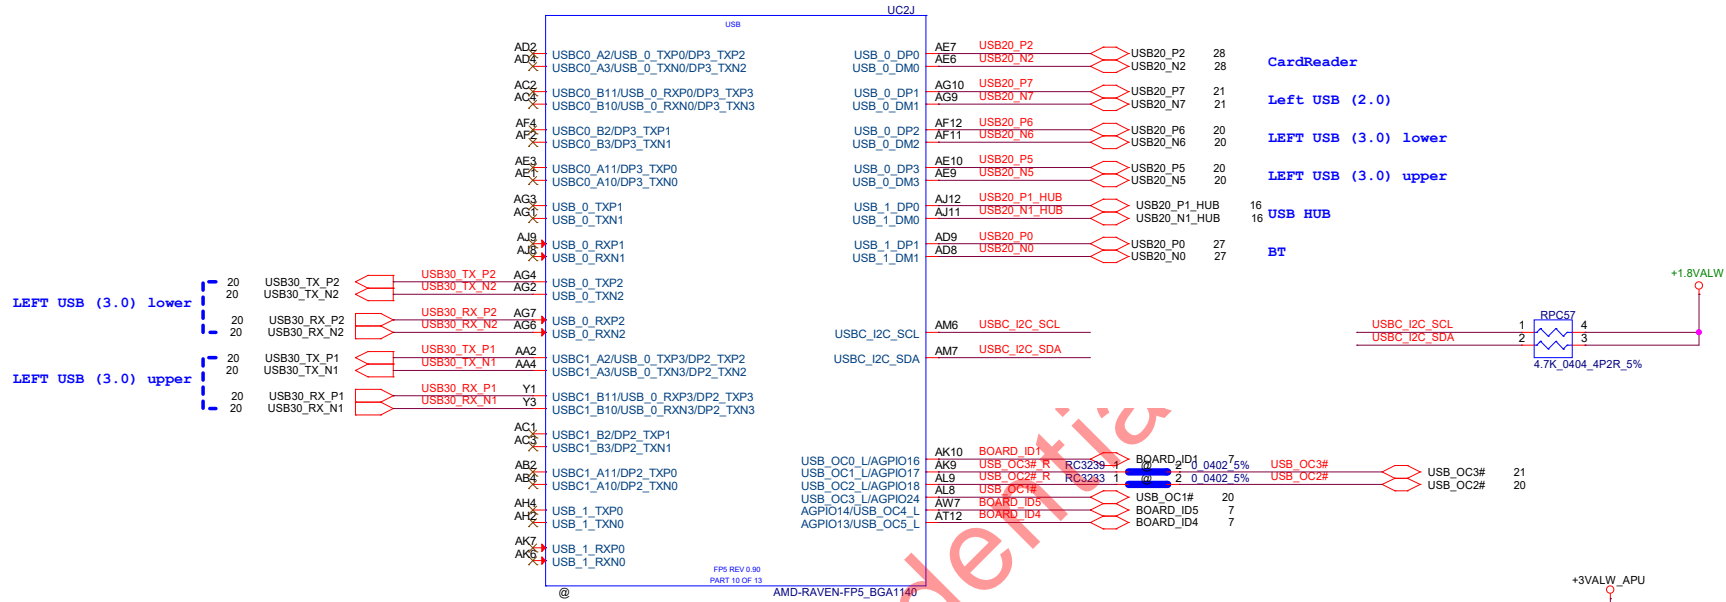 UC2J
USB
AD2 USBC0_A2/USB_0_TXP0/DP3_TXP2
AD4 USBC0_A3/USB_0_TXN0/DP3_TXN2
AC2 USBC0_B11/USB_0_RXP0/DP3_TXP3
AC4 USBC0_B10/USB_0_RXN0/DP3_TXN3
AF4 USBC0_B2/DP3_TXP1
AF2 USBC0_B3/DP3_TXN1
AE3 USBC0_A11/DP3_TXP0
AE1 USBC0_A10/DP3_TXN0
AG3 USB_0_TXP1
AG1 USB_0_TXN1
AJ9 USB_0_RXP1
AJ8 USB_0_RXN1
LEFT USB (3.0) lower
20 USB30_TX_P2 USB30_TX_P2 AG4 USB_0_TXP2
20 USB30_TX_N2 USB30_TX_N2 AG2 USB_0_TXN2
20 USB30_RX_P2 USB30_RX_P2 AG7 USB_0_RXP2
20 USB30_RX_N2 USB30_RX_N2 AG6 USB_0_RXN2
LEFT USB (3.0) upper
20 USB30_TX_P1 USB30_TX_P1 AA2 USBC1_A2/USB_0_TXP3/DP2_TXP2
20 USB30_TX_N1 USB30_TX_N1 AA4 USBC1_A3/USB_0_TXN3/DP2_TXN2
20 USB30_RX_P1 USB30_RX_P1 Y1 USBC1_B11/USB_0_RXP3/DP2_TXP3
20 USB30_RX_N1 USB30_RX_N1 Y3 USBC1_B10/USB_0_RXN3/DP2_TXN3
AC1 USBC1_B2/DP2_TXP1
AC3 USBC1_B3/DP2_TXN1
AB2 USBC1_A11/DP2_TXP0
AB4 USBC1_A10/DP2_TXN0
AH4 USB_1_TXP0
AH2 USB_1_TXN0
AK7 USB_1_RXP0
AK6 USB_1_RXN0
USB_0_DP0 AE7 USB20_P2 USB20_P2 28
USB_0_DM0 AE6 USB20_N2 USB20_N2 28
CardReader
USB_0_DP1 AG10 USB20_P7 USB20_P7 21
USB_0_DM1 AG9 USB20_N7 USB20_N7 21
Left USB (2.0)
USB_0_DP2 AF12 USB20_P6 USB20_P6 20
USB_0_DM2 AF11 USB20_N6 USB20_N6 20
LEFT USB (3.0) lower
USB_0_DP3 AE10 USB20_P5 USB20_P5 20
USB_0_DM3 AE9 USB20_N5 USB20_N5 20
LEFT USB (3.0) upper
USB_1_DP0 AJ12 USB20_P1_HUB USB20_P1_HUB 16
USB_1_DM0 AJ11 USB20_N1_HUB USB20_N1_HUB 16
USB HUB
USB_1_DP1 AD9 USB20_P0 USB20_P0 27
USB_1_DM1 AD8 USB20_N0 USB20_N0 27
BT
USBC_I2C_SCL AM6 USBC_I2C_SCL
USBC_I2C_SDA AM7 USBC_I2C_SDA
+1.8VALW
RPC57
USBC_I2C_SCL 1 4
USBC_I2C_SDA 2 3
4.7K_0404_4P2R_5%
USB_OC0_L/AGPIO16 AK10 BOARD_ID1 BOARD_ID1 7
USB_OC1_L/AGPIO17 AK9 USB_OC3#_R RC3239 1 @ 2 0_0402_5% USB_OC3# USB_OC3# 21
USB_OC2_L/AGPIO18 AL9 USB_OC2#_R RC3233 1 @ 2 0_0402_5% USB_OC2# USB_OC2# 20
USB_OC3_L/AGPIO24 AL8 USB_OC1# USB_OC1# 20
AGPIO14/USB_OC4_L AW7 BOARD_ID5 BOARD_ID5 7
AGPIO13/USB_OC5_L AT12 BOARD_ID4 BOARD_ID4 7
FP5 REV 0.90
PART 10 OF 13
@ AMD-RAVEN-FP5_BGA1140
+3VALW_APU
dentia